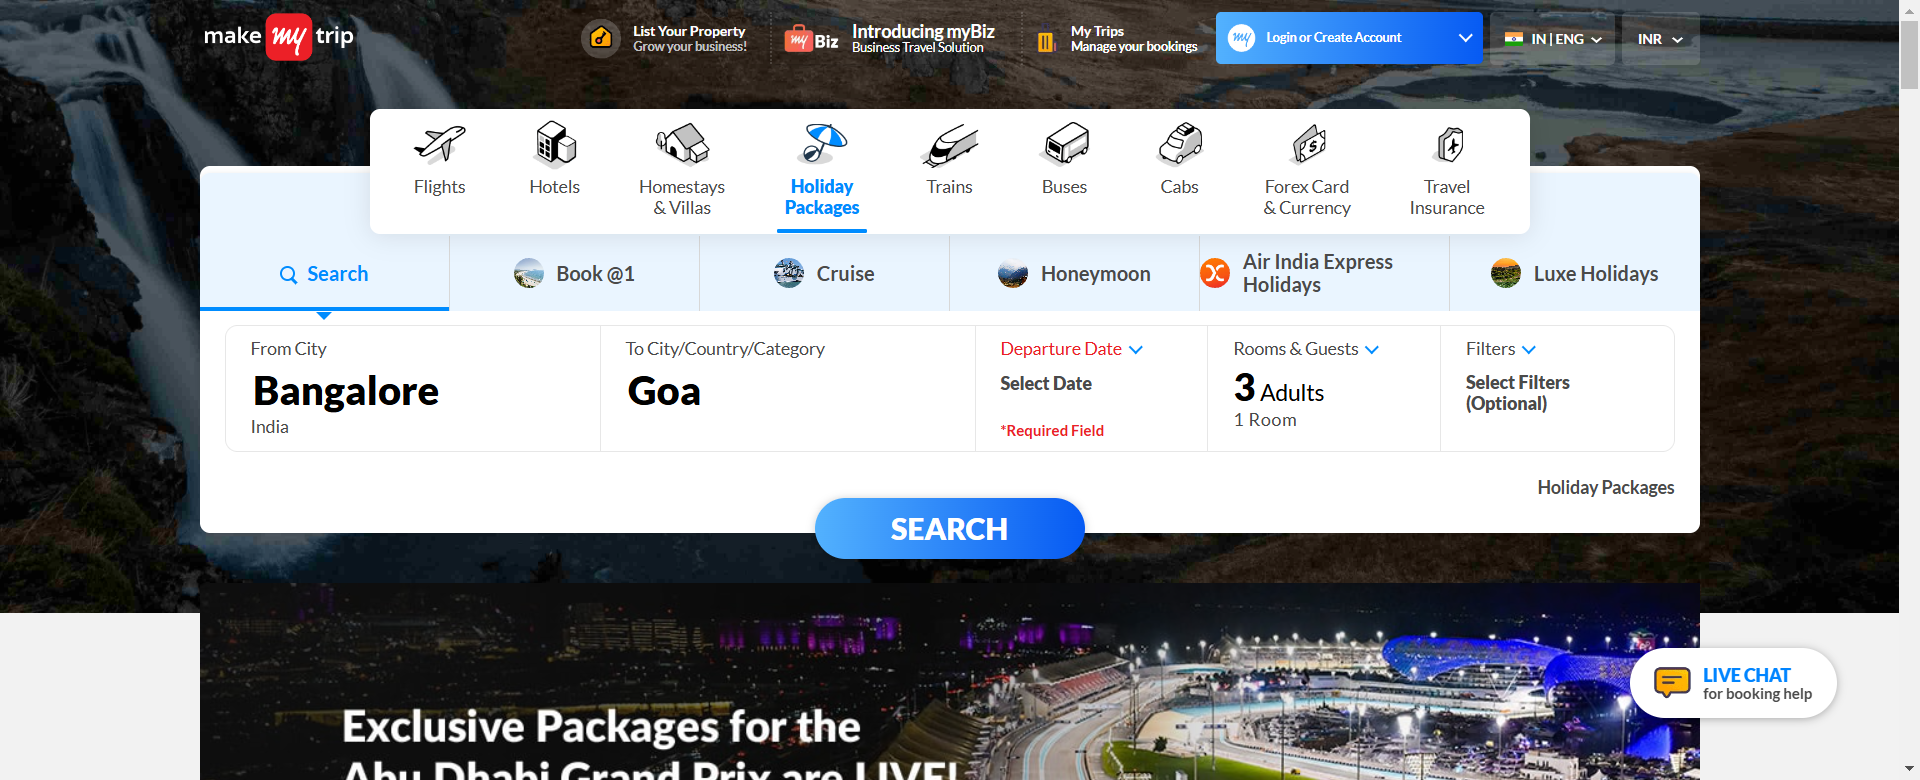 make my trip
List Your Property
Grow your business!
my Biz
Introducing myBiz
Business Travel Solution
My Trips
Manage your bookings
my
Login or Create Account
IN | ENG
INR
Flights
Hotels
Homestays
& Villas
Holiday
Packages
Trains
Buses
Cabs
Forex Card
& Currency
Travel
Insurance
Search
Book @1
Cruise
Honeymoon
Air India Express
Holidays
Luxe Holidays
From City
Bangalore
India
To City/Country/Category
Goa
Departure Date
Select Date
*Required Field
Rooms & Guests
3 Adults
1 Room
Filters
Select Filters
(Optional)
Holiday Packages
SEARCH
Exclusive Packages for the
Abu Dhabi Grand Prix are LIVE!
LIVE CHAT
for booking help